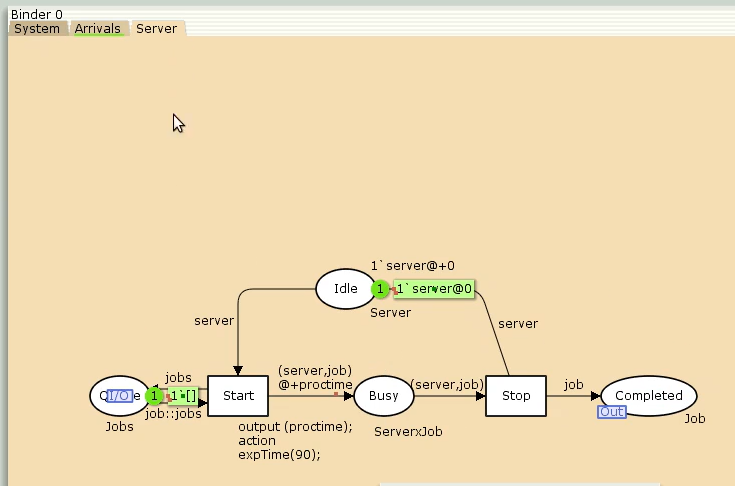 Binder 0
System Arrivals Server
1`server@+0
Idle 1 1`server@0
Server
server
server
jobs
(server,job)
@+proctime
I/O 1 1`[]
Start
Busy
(server,job)
Stop
job
Completed
Out
job::jobs
Jobs
ServerxJob
Job
output (proctime);
action
expTime(90);